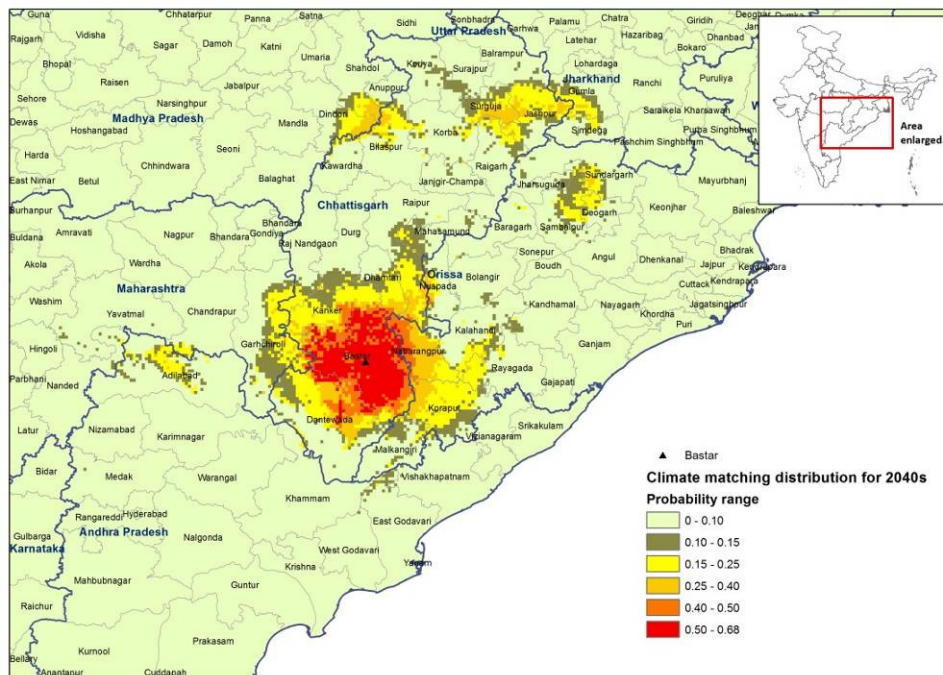 Guna
Chhatarpur
Panna
Satna
Sidhi
Sonbhadra
Garhwa
Palamu
Chatra
Giridih
Deoghar
Dumka
Rajgarh
Vidisha
Sagar
Damoh
Katni
Uttar Pradesh
Latehar
Hazaribag
Dhanbad
Bokaro
Umaria
Koriya
Surajpur
Balrampur
Lohardaga
Bhopal
Raisen
Jabalpur
Shahdol
Jharkhand
Ranchi
Puruliya
Sehore
Narsinghpur
Anuppur
Surguja
Gumla
Dewas
Hoshangabad
Madhya Pradesh
Mandla
Dindori
Korba
Jashpur
Simdega
Saraikela Kharsawan
Purba Singhbhum
Pashchim Singhbhum
Harda
Seoni
Bilaspur
Chhindwara
Kawardha
Raigarh
East Nimar
Betul
Balaghat
Janjgir-Champa
Jharsuguda
Sundargarh
Mayurbhanj
Burhanpur
Chhattisgarh
Raipur
Deogarh
Keonjhar
Baleshwar
Amravati
Buldana
Nagpur
Bhandara
Bhandara
Gondiya
Raj Nandgaon
Durg
Mahasamund
Baragarh
Sambalpur
Akola
Wardha
Sonepur
Angul
Dhenkanal
Bhadrak
Jajpur
Kendrapara
Kendrapara
Maharashtra
Dhamtari
Orissa
Nuapada
Bolangir
Boudh
Cuttack
Jagatsinghpur
Washim
Yavatmal
Chandrapur
Kanker
Kandhamal
Nayagarh
Khordha
Puri
Hingoli
Garhchiroli
Bastar
Nabarangpur
Kalahandi
Ganjam
Parbhani
Nanded
Adilabad
Rayagada
Gajapati
Latur
Nizamabad
Karimnagar
Dantewada
Koraput
Srikakulam
Vizianagaram
Bidar
Medak
Warangal
Malkangiri
Vishakhapatnam
Khammam
Rangareddy
Hyderabad
Gulbarga
Andhra Pradesh
Nalgonda
East Godavari
Karnataka
West Godavari
Yanam
Mahbubnagar
Krishna
Raichur
Guntur
Prakasam
Kurnool
Bellary
Anantapur
Cuddapah
Area
enlarged
Bastar
Climate matching distribution for 2040s
Probability range
0 - 0.10
0.10 - 0.15
0.15 - 0.25
0.25 - 0.40
0.40 - 0.50
0.50 - 0.68